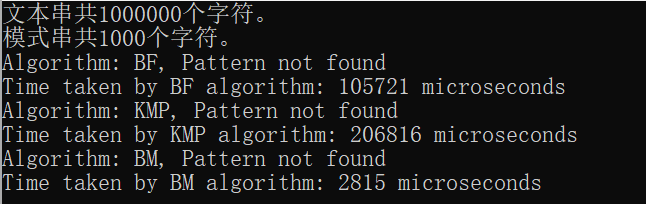 文本串共1000000个字符。
模式串共1000个字符。
Algorithm: BF, Pattern not found
Time taken by BF algorithm: 105721 microseconds
Algorithm: KMP, Pattern not found
Time taken by KMP algorithm: 206816 microseconds
Algorithm: BM, Pattern not found
Time taken by BM algorithm: 2815 microseconds